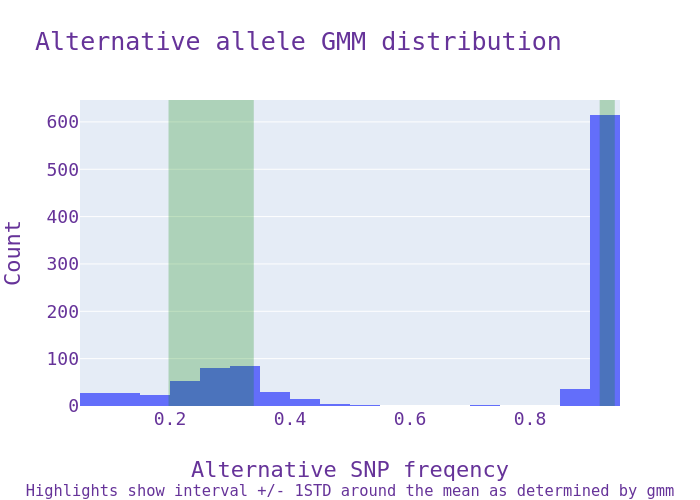 Alternative allele GMM distribution
600
500
400
300
200
100
0
Count
0.2 0.4 0.6 0.8
Alternative SNP freqency
Highlights show interval +/- 1STD around the mean as determined by gmm